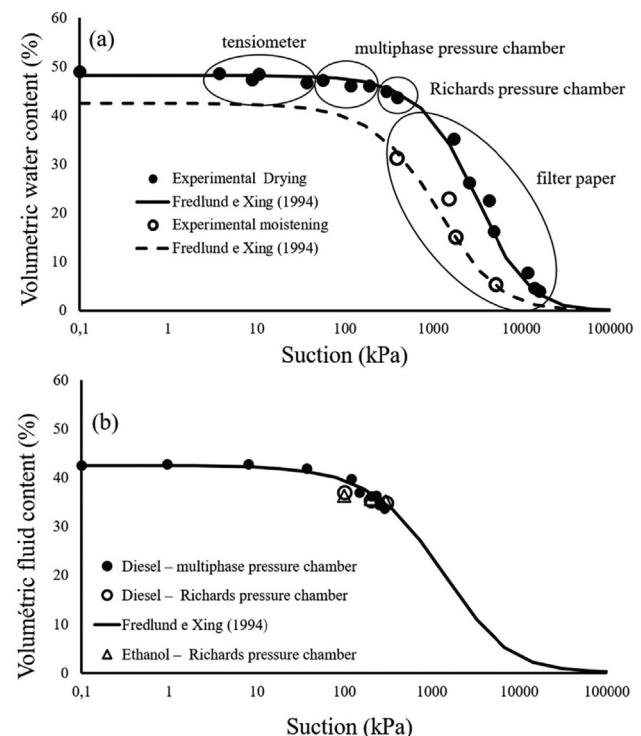 (a)
tensiometer
multiphase pressure chamber
Richards pressure chamber
filter paper
Volumetric water content (%)
60
50
40
30
20
10
0
Experimental Drying
Fredlund e Xing (1994)
Experimental moistening
Fredlund e Xing (1994)
0,1
1
10
100
1000
10000
100000
Suction (kPa)
(b)
Volumétric fluid content (%)
60
50
40
30
20
10
0
Diesel – multiphase pressure chamber
Diesel – Richards pressure chamber
Fredlund e Xing (1994)
Ethanol – Richards pressure chamber
0,1
1
10
100
1000
10000
100000
Suction (kPa)